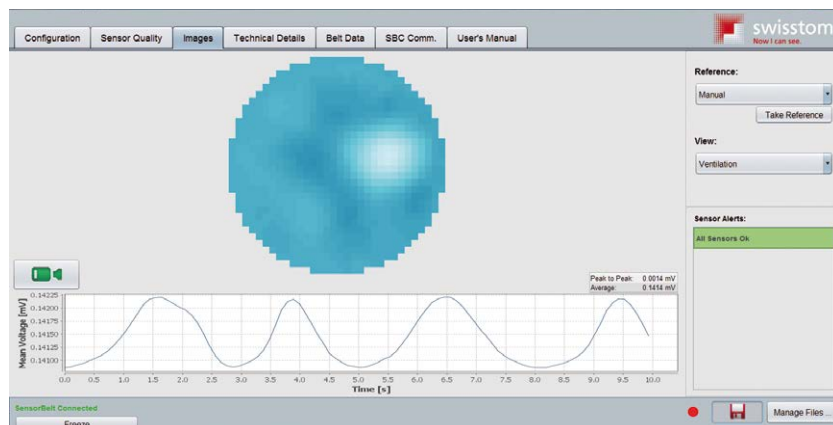 Configuration
Sensor Quality
Images
Technical Details
Belt Data
SBC Comm.
User's Manual
swisstom
Now I can see.
Reference:
Manual
Take Reference
View:
Ventilation
Sensor Alerts:
All Sensors Ok
Peak to Peak: 0.0014 mV
Average: 0.1414 mV
Mean Voltage [mV]
0.14225
0.14200
0.14175
0.14150
0.14125
0.14100
0.0 0.5 1.0 1.5 2.0 2.5 3.0 3.5 4.0 4.5 5.0 5.5 6.0 6.5 7.0 7.5 8.0 8.5 9.0 9.5 10.0
Time [s]
SensorBelt Connected
Freeze
Manage Files ...